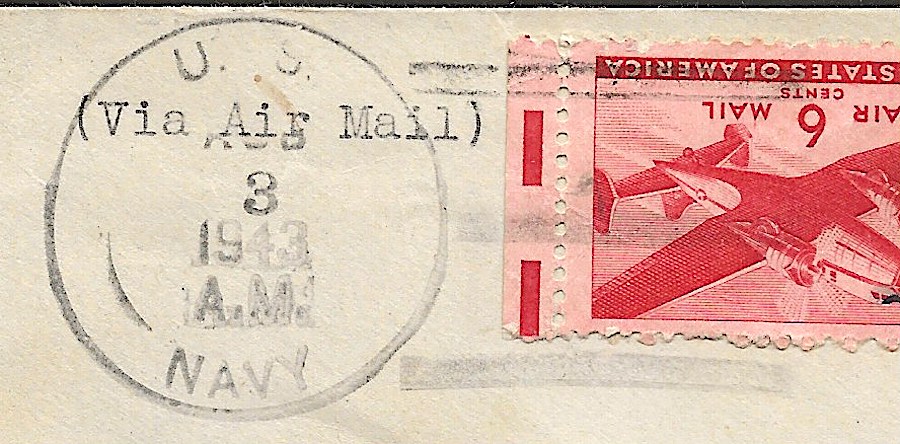 U. S.
(Via Air Mail)
AUG
3
1943
A.M.
NAVY
STATES OF AMERICA
CENTS
AIR 6 MAIL